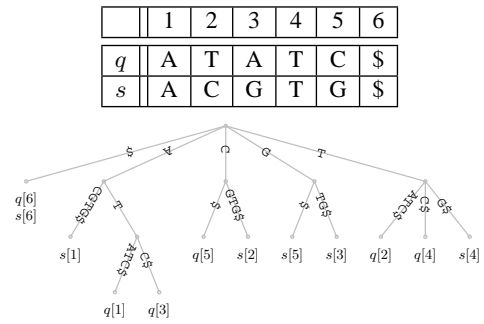 1 2 3 4 5 6
q A T A T C $
s A C G T G $
$ A C G T
q[6]
s[6]
CGTG$ T $ GTG$ $ TG$ ATC$ C$ G$
s[1] q[5] s[2] s[5] s[3] q[2] q[4] s[4]
ATC$ C$
q[1] q[3]